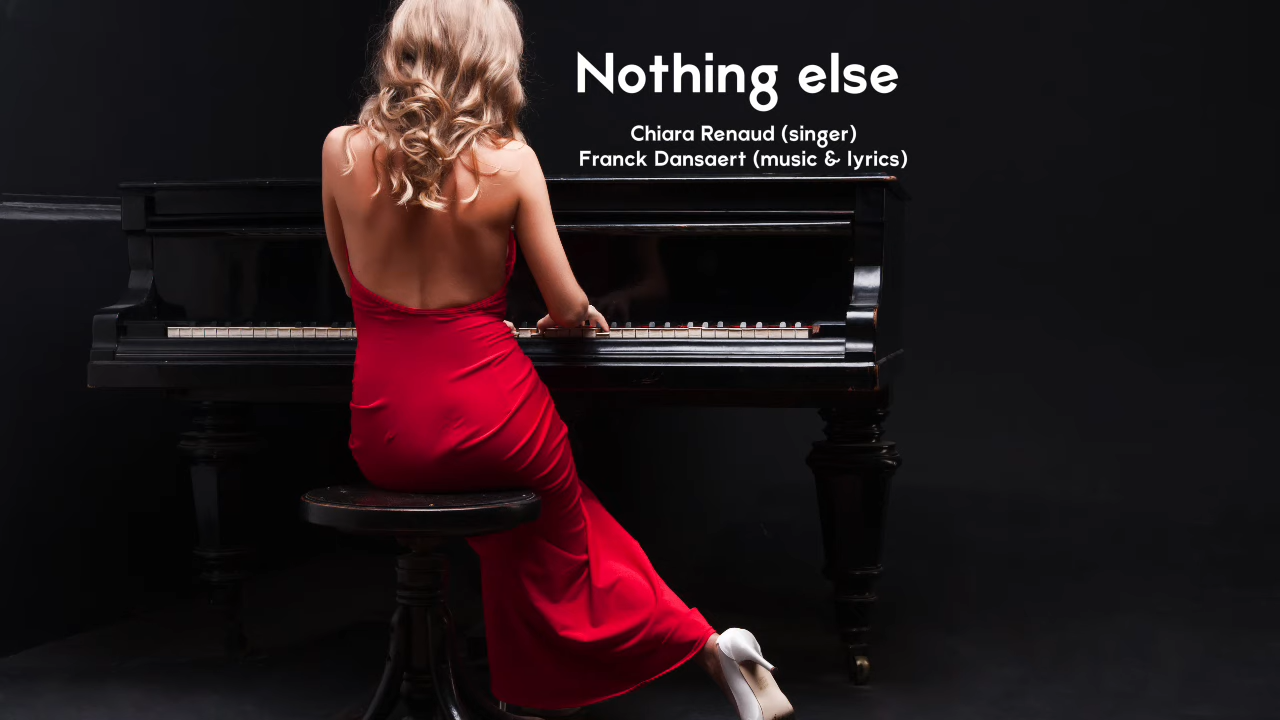 Nothing else
Chiara Renaud (singer)
Franck Dansaert (music & lyrics)